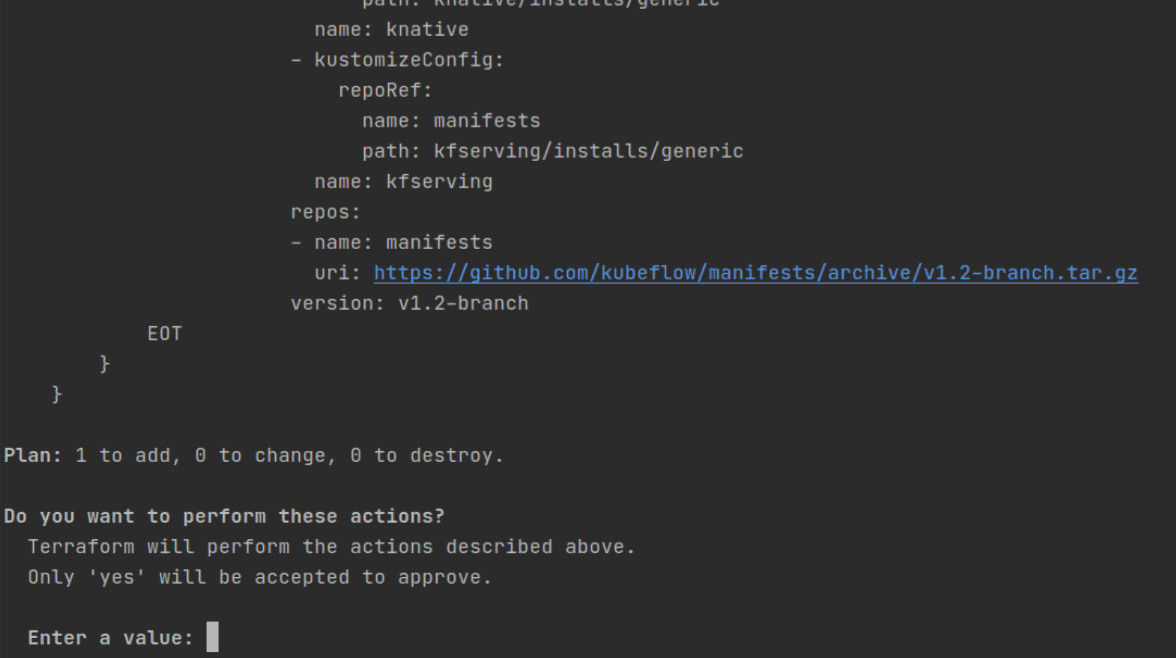 path: knative/installs/generic
name: knative
- kustomizeConfig:
repoRef:
name: manifests
path: kfserving/installs/generic
name: kfserving
repos:
- name: manifests
uri: https://github.com/kubeflow/manifests/archive/v1.2-branch.tar.gz
version: v1.2-branch
EOT
}
}
Plan: 1 to add, 0 to change, 0 to destroy.
Do you want to perform these actions?
Terraform will perform the actions described above.
Only 'yes' will be accepted to approve.
Enter a value: